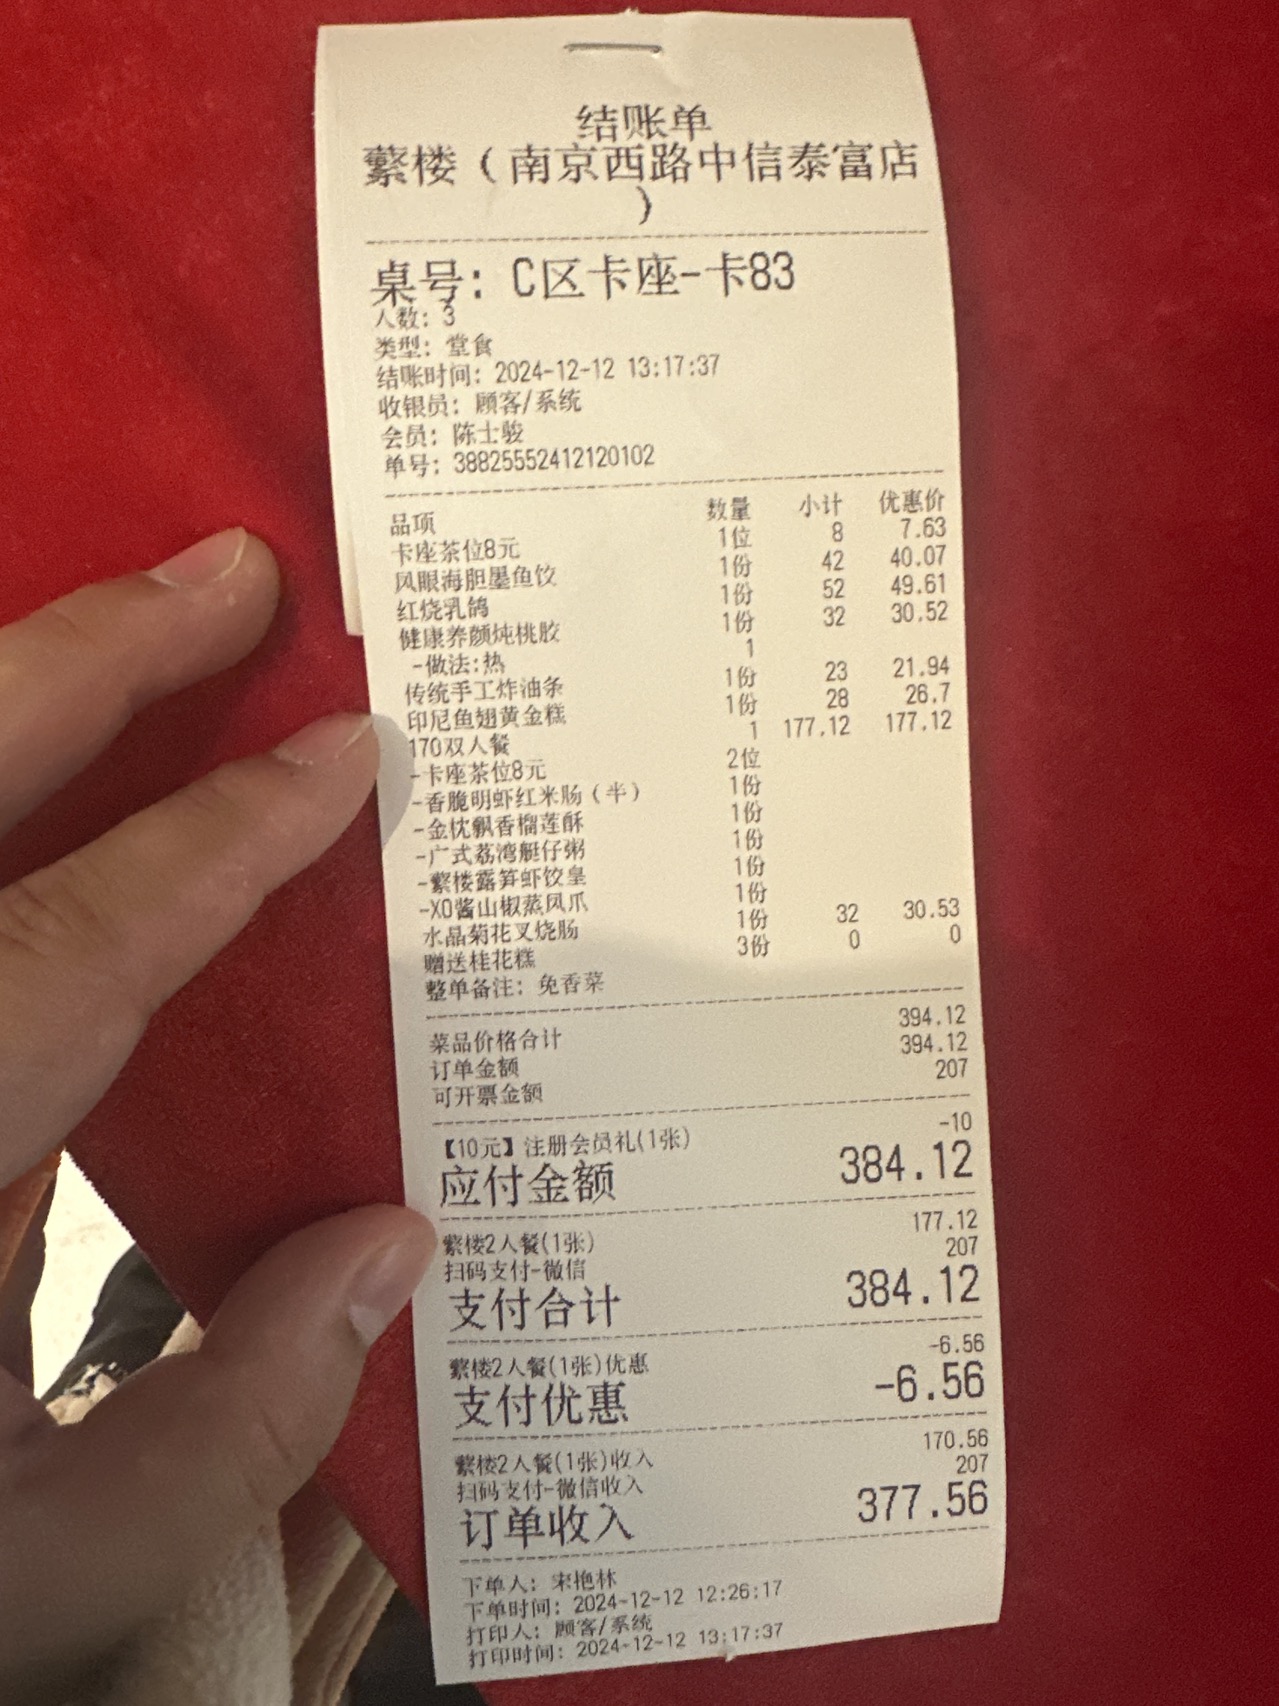 结账单
蘩楼（南京西路中信泰富店
）
桌号：C区卡座-卡83
人数：3
类型：堂食
结账时间：2024-12-12 13:17:37
收银员：顾客/系统
会员：陈士骏
单号：38825552412120102
品项 数量 小计 优惠价
卡座茶位8元 1位 8 7.63
凤眼海胆墨鱼饺 1份 42 40.07
红烧乳鸽 1份 52 49.61
健康养颜炖桃胶 1份 32 30.52
-做法:热 1
传统手工炸油条 1份 23 21.94
印尼鱼翅黄金糕 1份 28 26.7
170双人餐 1 177.12 177.12
-卡座茶位8元 2位
-香脆明虾红米肠（半） 1份
-金枕飘香榴莲酥 1份
-广式荔湾艇仔粥 1份
-蘩楼露笋虾饺皇 1份
-XO酱山椒蒸凤爪 1份
水晶菊花叉烧肠 1份 32 30.53
赠送桂花糕 3份 0 0
整单备注：免香菜
菜品价格合计 394.12
订单金额 394.12
可开票金额 207
【10元】注册会员礼(1张) -10
应付金额 384.12
蘩楼2人餐(1张) 177.12
扫码支付-微信 207
支付合计 384.12
蘩楼2人餐(1张)优惠 -6.56
支付优惠 -6.56
蘩楼2人餐(1张)收入 170.56
扫码支付-微信收入 207
订单收入 377.56
下单人：宋艳林
下单时间：2024-12-12 12:26:17
打印人：顾客/系统
打印时间：2024-12-12 13:17:37